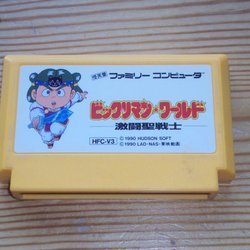 ファミリー コンピュータ
ビックリマン・ワールド
激闘聖戦士
HFC-V3
© 1990 HUDSON SOFT
© 1990 LAD・NAS・東映動画